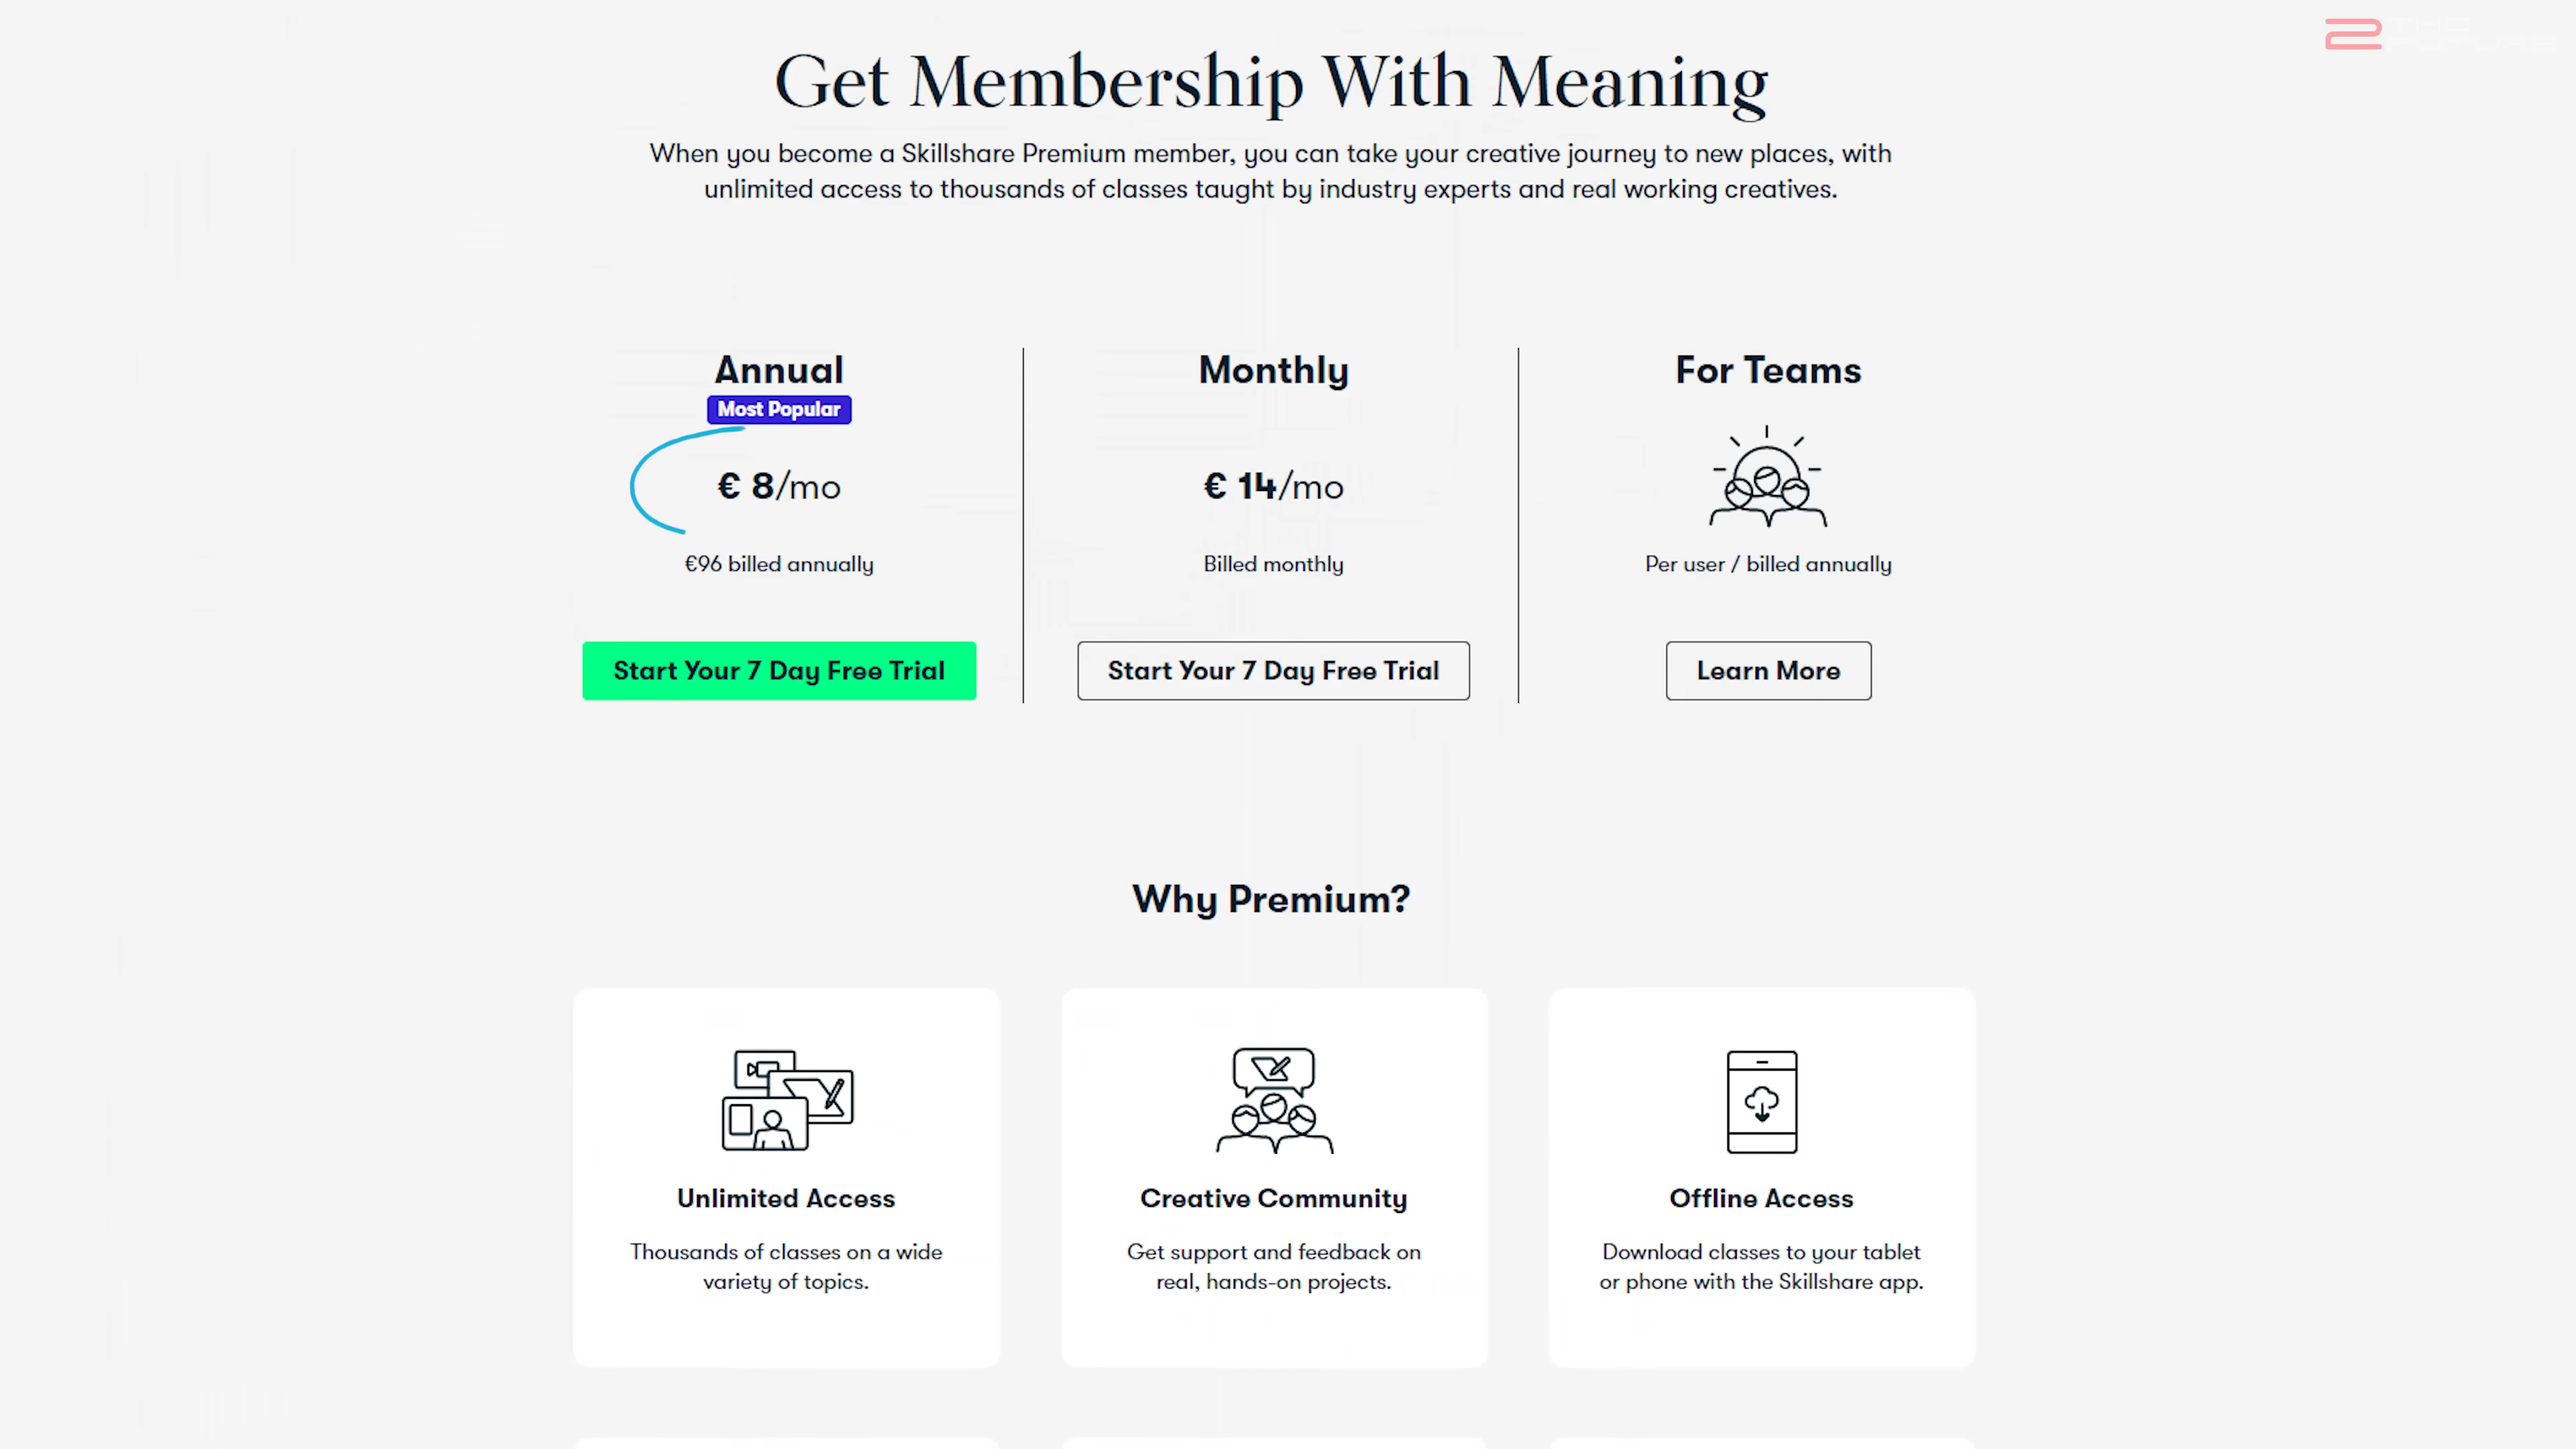 Get Membership With Meaning
When you become a Skillshare Premium member, you can take your creative journey to new places, with
unlimited access to thousands of classes taught by industry experts and real working creatives.
Annual
Most Popular
€ 8/mo
€96 billed annually
Start Your 7 Day Free Trial
Monthly
€ 14/mo
Billed monthly
Start Your 7 Day Free Trial
For Teams
Per user / billed annually
Learn More
Why Premium?
Unlimited Access
Thousands of classes on a wide
variety of topics.
Creative Community
Get support and feedback on
real, hands-on projects.
Offline Access
Download classes to your tablet
or phone with the Skillshare app.